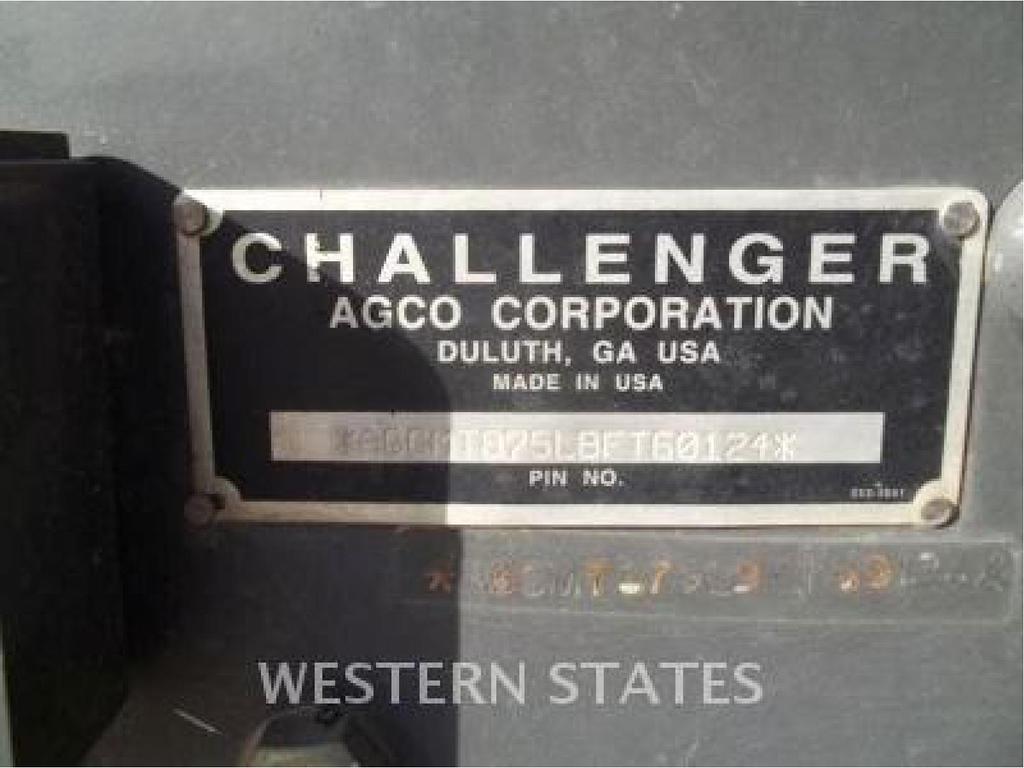 CHALLENGER
AGCO CORPORATION
DULUTH, GA USA
MADE IN USA
PIN NO.
WESTERN STATES